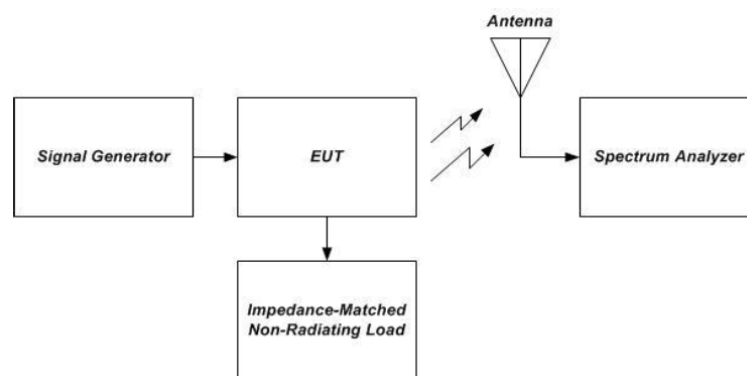 Antenna
Signal Generator
EUT
Spectrum Analyzer
Impedance-Matched
Non-Radiating Load